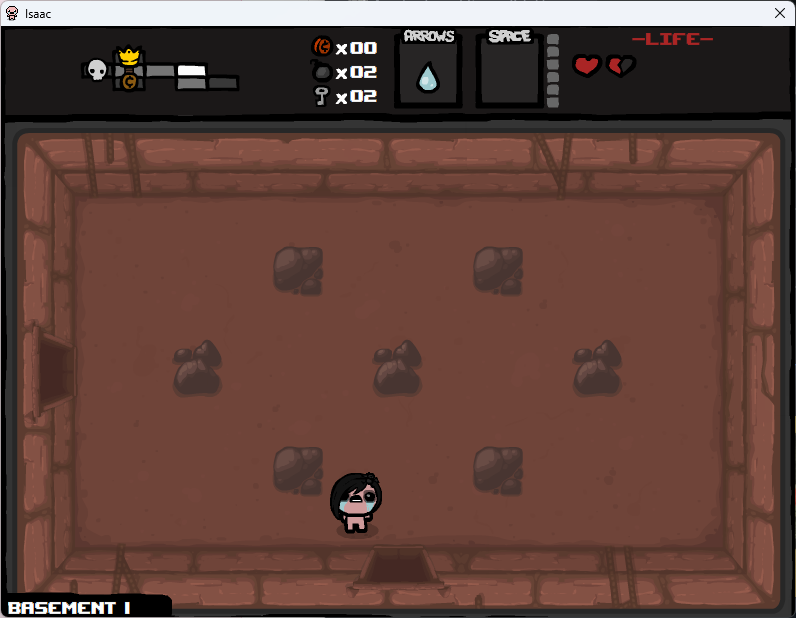 Isaac
x00
x02
x02
ARROWS
SPACE
-LIFE-
BASEMENT I